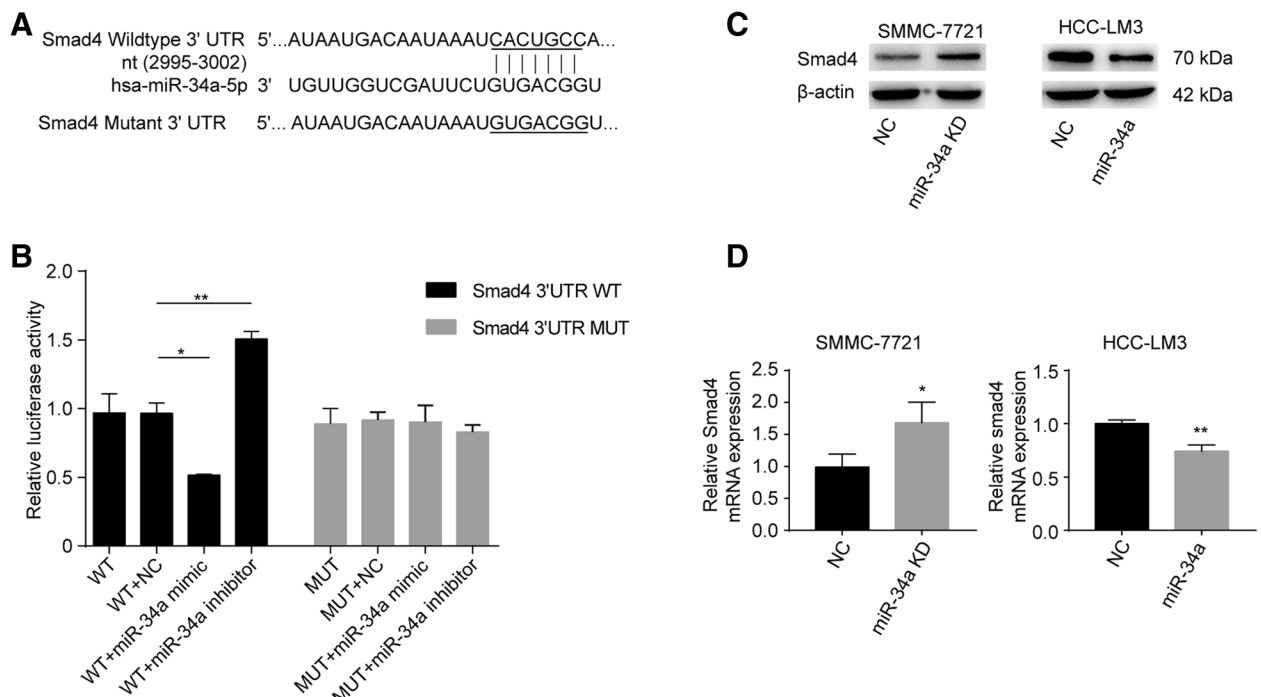 A
Smad4 Wildtype 3' UTR 5'...AUAAUGACAAUAAAUCACUGCCA...
nt (2995-3002)
hsa-miR-34a-5p 3' UGUUGGUCGAUUCUGUGACGGU
Smad4 Mutant 3' UTR 5'... AUAAUGACAAUAAAUGUGACGGU...
B
Relative luciferase activity
2.0
1.5
1.0
0.5
0
**
*
Smad4 3'UTR WT
Smad4 3'UTR MUT
WT
WT+NC
WT+miR-34a mimic
WT+miR-34a inhibitor
MUT
MUT+NC
MUT+miR-34a mimic
MUT+miR-34a inhibitor
C
SMMC-7721
HCC-LM3
Smad4
70 kDa
β-actin
42 kDa
NC
miR-34a KD
NC
miR-34a
D
SMMC-7721
Relative Smad4
mRNA expression
2.5
2.0
1.5
1.0
0.5
0.0
*
NC
miR-34a KD
HCC-LM3
Relative smad4
mRNA expression
1.5
1.0
0.5
0.0
**
NC
miR-34a